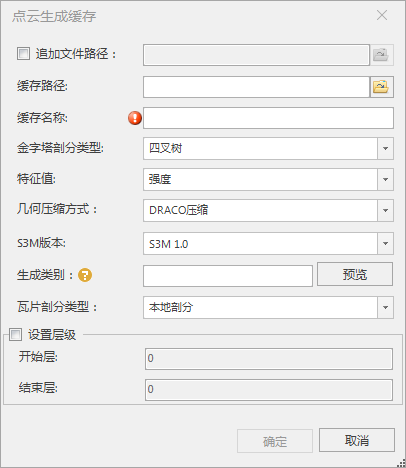 点云生成缓存
追加文件路径：
缓存路径:
缓存名称:
金字塔剖分类型: 四叉树
特征值: 强度
几何压缩方式： DRACO压缩
S3M版本: S3M 1.0
生成类别： ? 预览
瓦片剖分类型： 本地剖分
设置层级
开始层: 0
结束层: 0
确定 取消